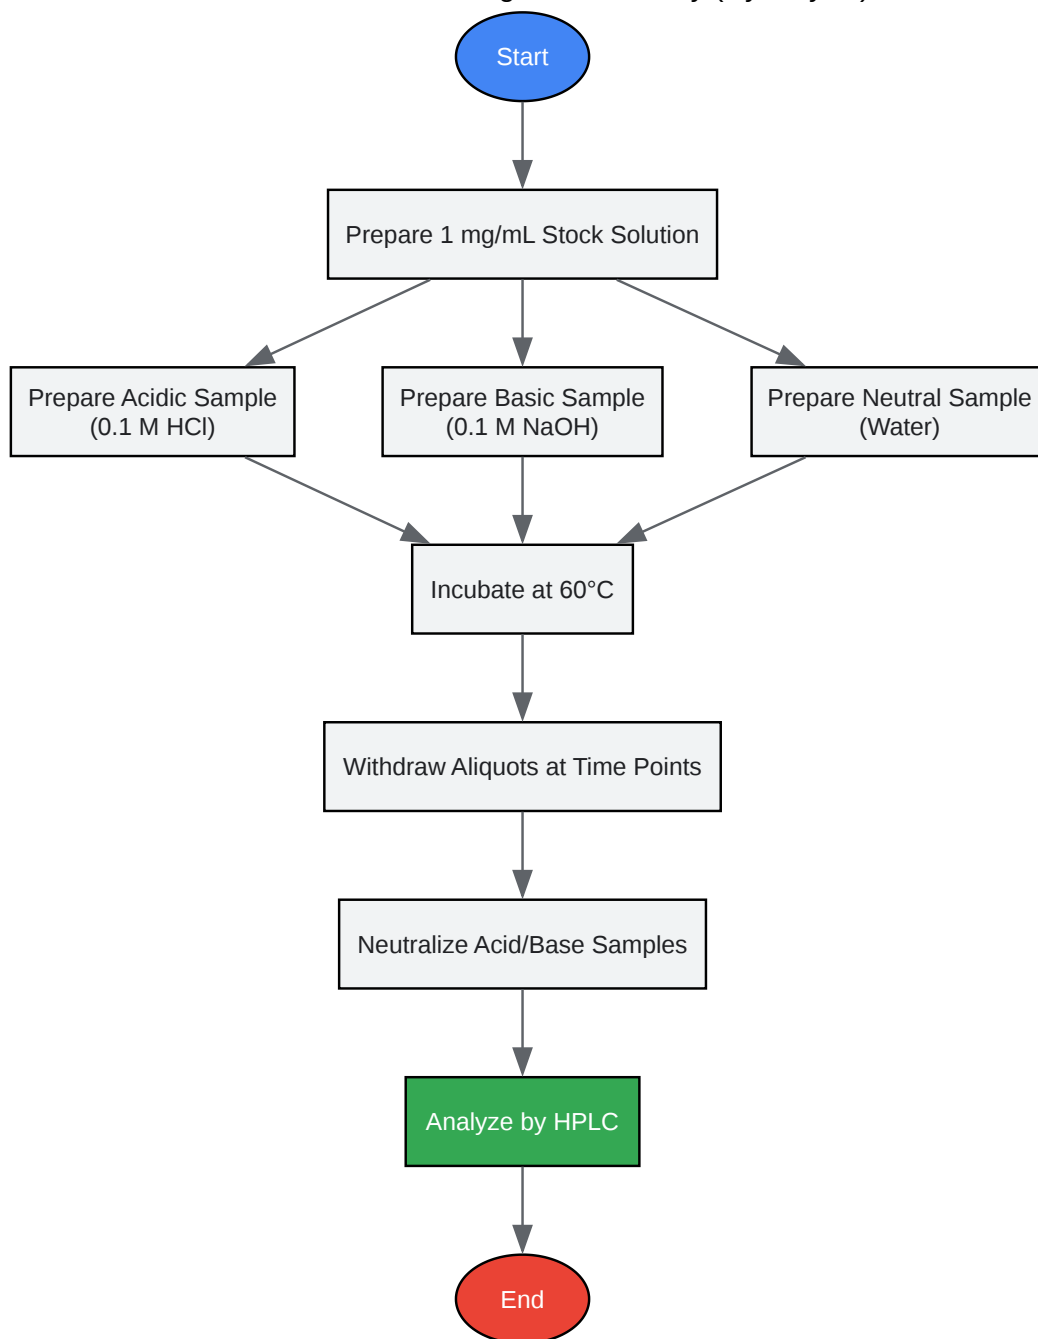 Start
Prepare 1 mg/mL Stock Solution
Prepare Acidic Sample
(0.1 M HCl)
Prepare Basic Sample
(0.1 M NaOH)
Prepare Neutral Sample
(Water)
Incubate at 60°C
Withdraw Aliquots at Time Points
Neutralize Acid/Base Samples
Analyze by HPLC
End